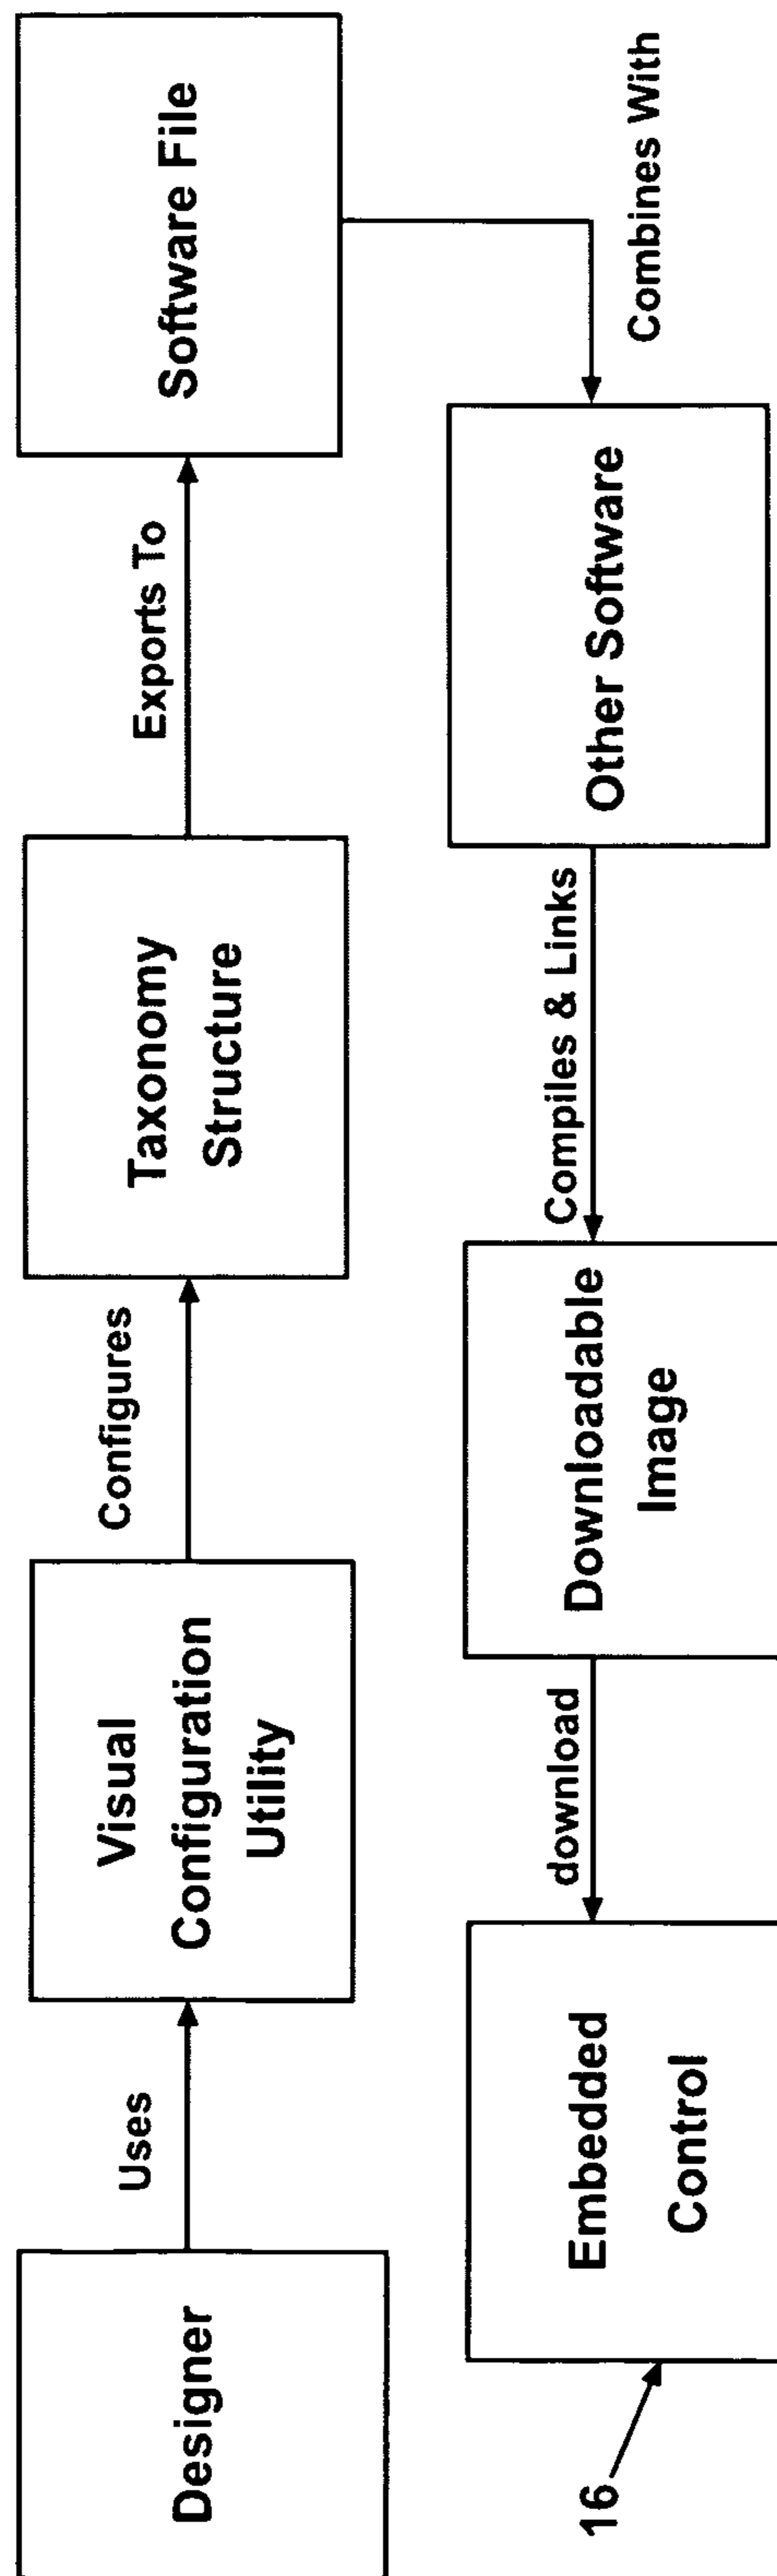 Designer
Uses
Visual
Configuration
Utility
Configures
Taxonomy
Structure
Exports To
Software File
Combines With
Other Software
Compiles & Links
Downloadable
Image
download
Embedded
Control
16